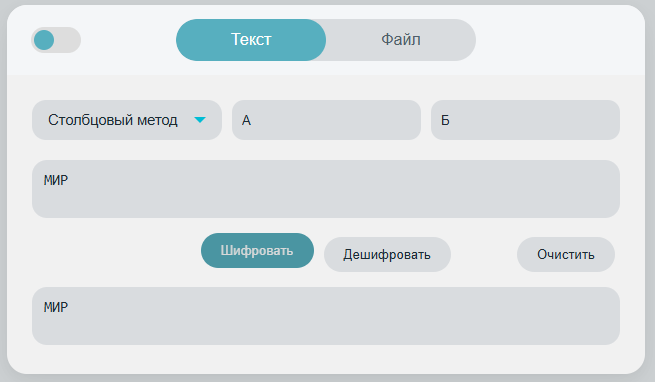 Текст Файл
Столбцовый метод А Б
МИР
Шифровать Дешифровать Очистить
МИР